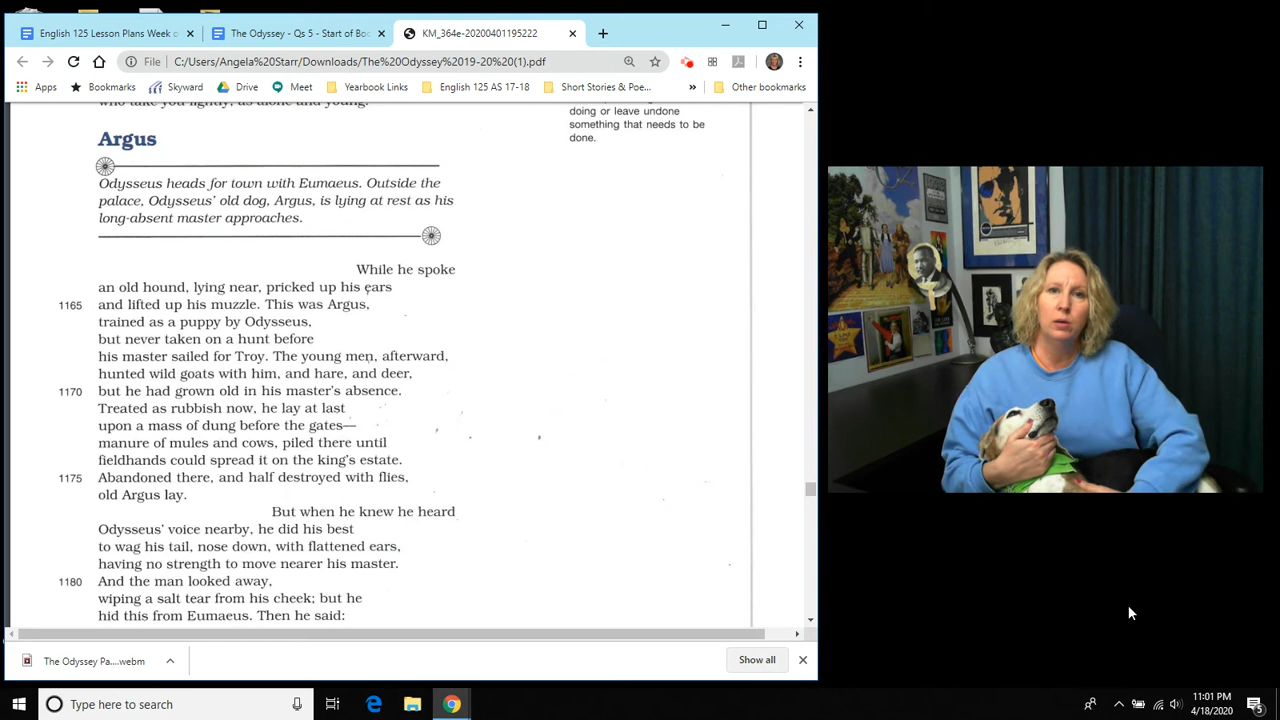 English 125 Lesson Plans Week o
The Odyssey - Qs 5 - Start of Boo
KM_364e-20200401195222
File
C:/Users/Angela%20Starr/Downloads/The%20Odyssey%2019-20%20(1).pdf
Apps
Bookmarks
Skyward
Drive
Meet
Yearbook Links
English 125 AS 17-18
Short Stories & Poe...
»
Other bookmarks
who take you lightly, as alone and young.
doing or leave undone
something that needs to be
done.
Argus
Odysseus heads for town with Eumaeus. Outside the
palace, Odysseus' old dog, Argus, is lying at rest as his
long-absent master approaches.
While he spoke
an old hound, lying near, pricked up his ears
1165 and lifted up his muzzle. This was Argus,
trained as a puppy by Odysseus,
but never taken on a hunt before
his master sailed for Troy. The young men, afterward,
hunted wild goats with him, and hare, and deer,
1170 but he had grown old in his master's absence.
Treated as rubbish now, he lay at last
upon a mass of dung before the gates—
manure of mules and cows, piled there until
fieldhands could spread it on the king's estate.
1175 Abandoned there, and half destroyed with flies,
old Argus lay.
But when he knew he heard
Odysseus' voice nearby, he did his best
to wag his tail, nose down, with flattened ears,
having no strength to move nearer his master.
1180 And the man looked away,
wiping a salt tear from his cheek; but he
hid this from Eumaeus. Then he said:
The Odyssey Pa....webm
Show all
Type here to search
11:01 PM
4/18/2020
5